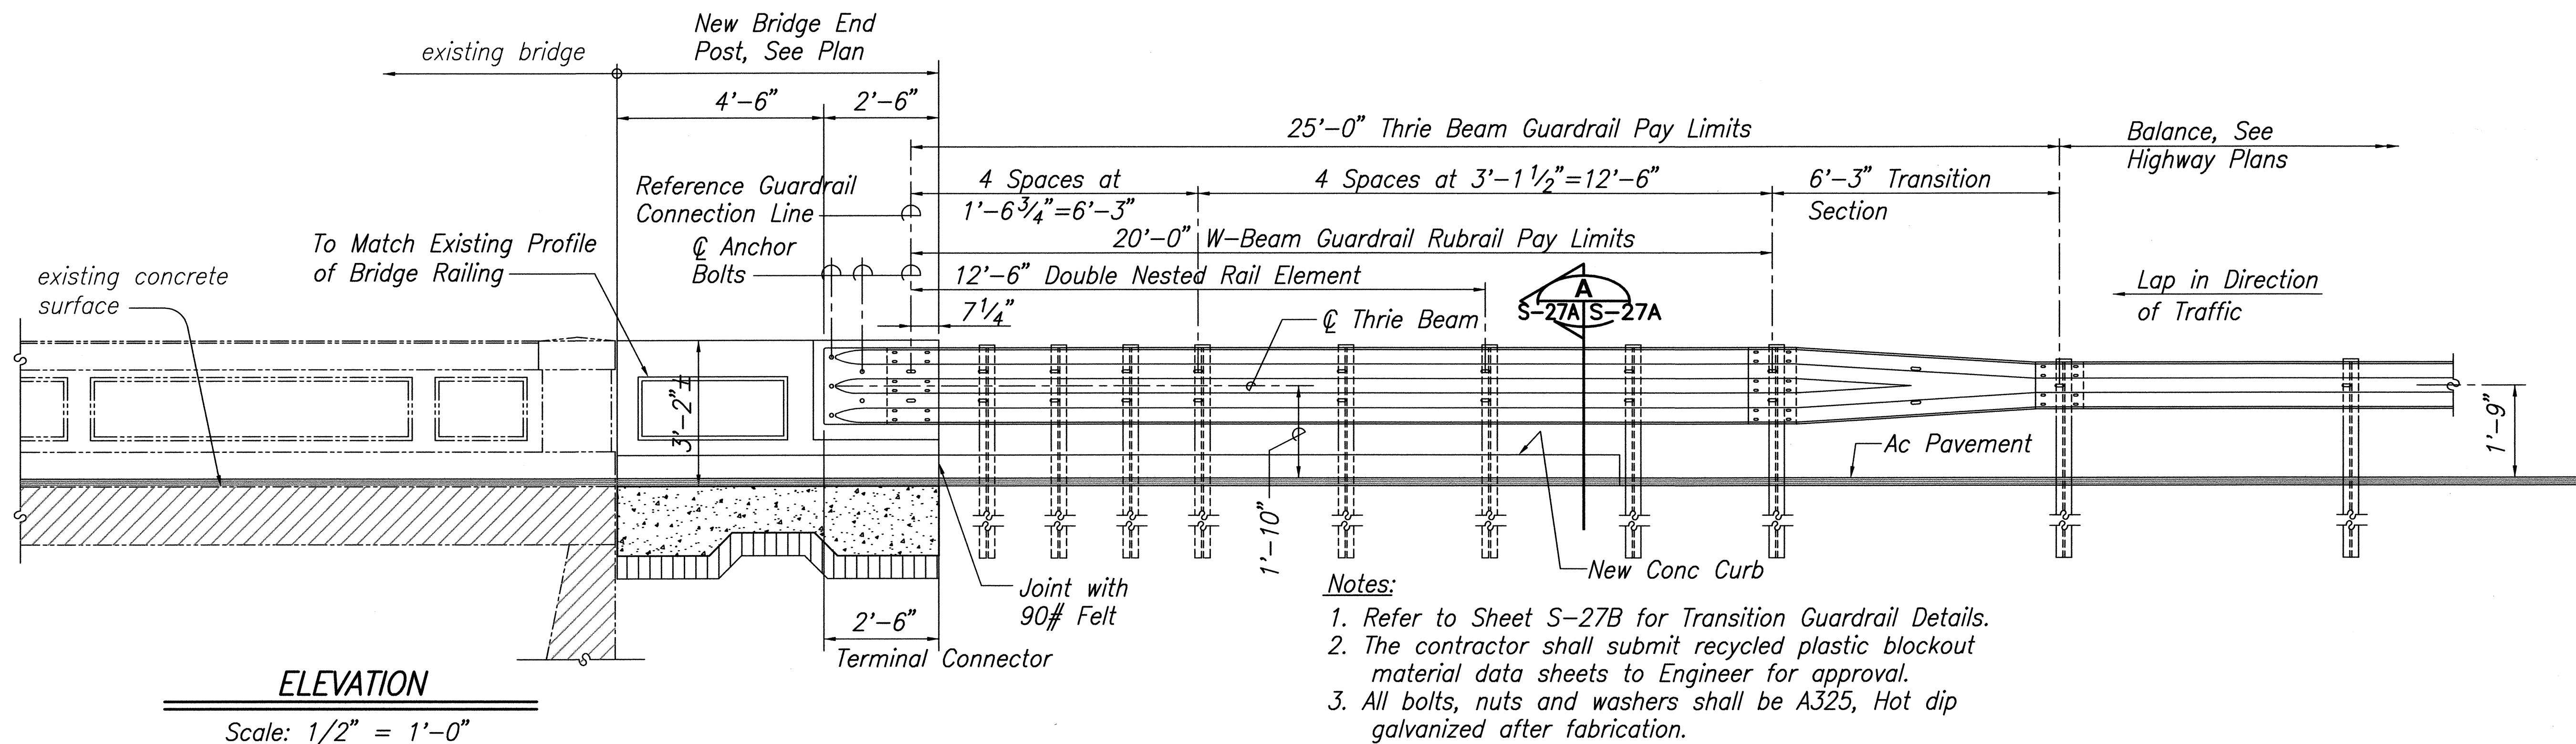 existing bridge
New Bridge End
Post, See Plan
4'-6"
2'-6"
25'-0" Thrie Beam Guardrail Pay Limits
Balance, See
Highway Plans
Reference Guardrail
Connection Line
4 Spaces at
1'-6 3/4"=6'-3"
4 Spaces at 3'-1 1/2"=12'-6"
6'-3" Transition
Section
20'-0" W-Beam Guardrail Rubrail Pay Limits
To Match Existing Profile
of Bridge Railing
℄ Anchor
Bolts
12'-6" Double Nested Rail Element
existing concrete
surface
7 1/4"
℄ Thrie Beam
A
S-27A S-27A
Lap in Direction
of Traffic
3'-2"±
1'-10"
Ac Pavement
1'-9"
New Conc Curb
Joint with
90# Felt
2'-6"
Terminal Connector
ELEVATION
Scale: 1/2" = 1'-0"
Notes:
1. Refer to Sheet S-27B for Transition Guardrail Details.
2. The contractor shall submit recycled plastic blockout
material data sheets to Engineer for approval.
3. All bolts, nuts and washers shall be A325, Hot dip
galvanized after fabrication.